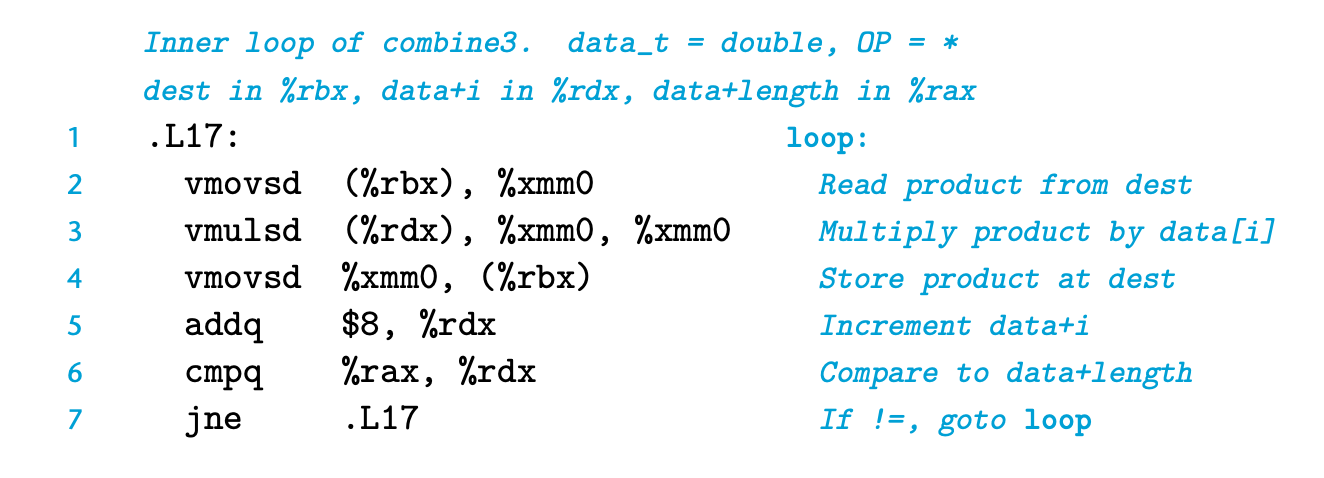 Inner loop of combine3. data_t = double, OP = *
dest in %rbx, data+i in %rdx, data+length in %rax
1 .L17: loop:
2 vmovsd (%rbx), %xmm0 Read product from dest
3 vmulsd (%rdx), %xmm0, %xmm0 Multiply product by data[i]
4 vmovsd %xmm0, (%rbx) Store product at dest
5 addq $8, %rdx Increment data+i
6 cmpq %rax, %rdx Compare to data+length
7 jne .L17 If !=, goto loop